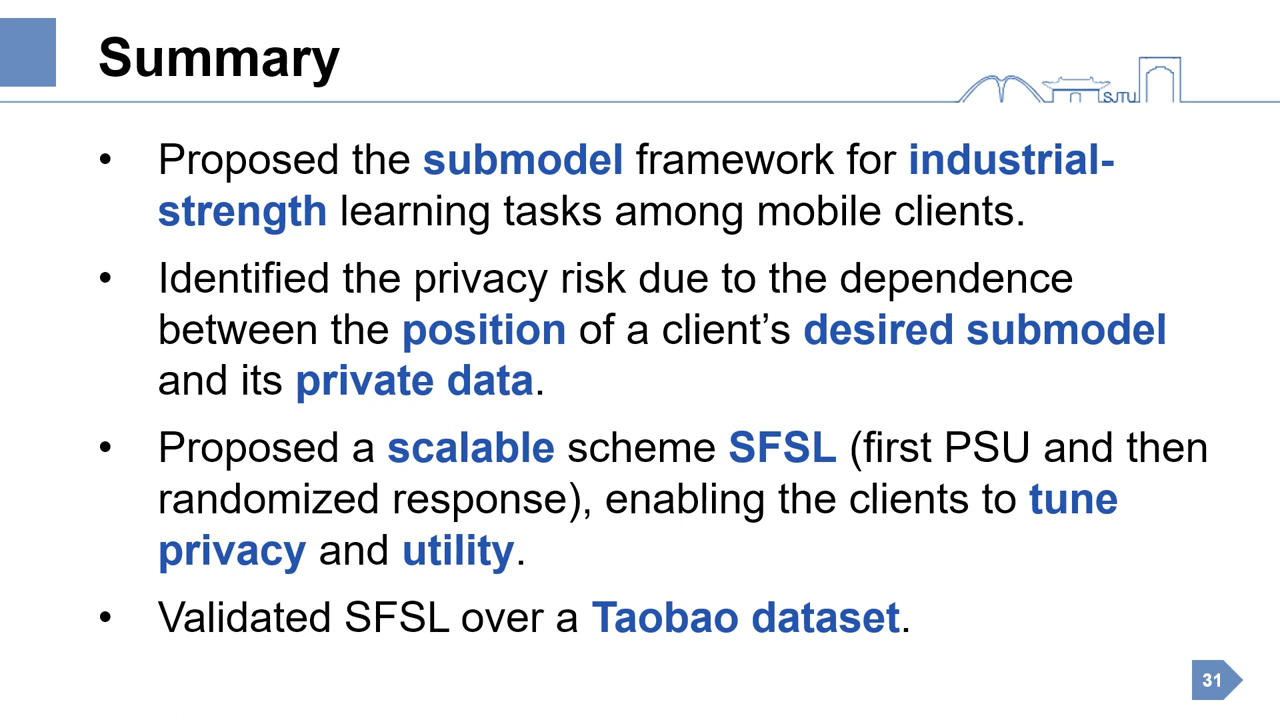 Summary
SJTU
• Proposed the submodel framework for industrial-
strength learning tasks among mobile clients.
• Identified the privacy risk due to the dependence
between the position of a client’s desired submodel
and its private data.
• Proposed a scalable scheme SFSL (first PSU and then
randomized response), enabling the clients to tune
privacy and utility.
• Validated SFSL over a Taobao dataset.
31